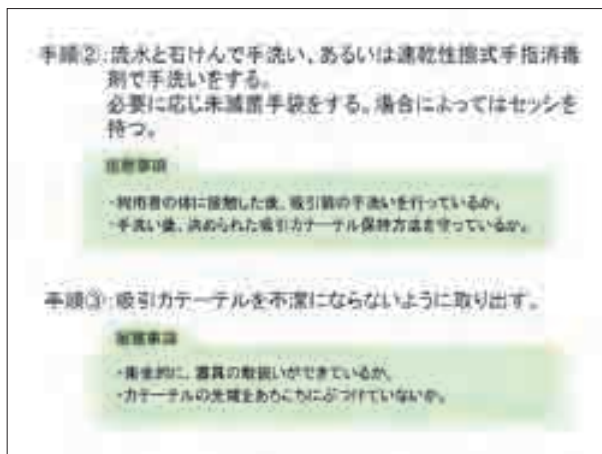 手順②:流水と石けんで手洗い、あるいは速乾性擦式手指消毒
剤で手洗いをする。
必要に応じ未滅菌手袋をする。場合によってはセッシを
持つ。
留意事項
・利用者の体に接触した後、吸引前の手洗いを行っているか。
・手洗い後、決められた吸引カテーテル保持方法を守っているか。
手順③:吸引カテーテルを不潔にならないように取り出す。
留意事項
・衛生的に、器具の取扱いができているか。
・カテーテルの先端をあちこちにぶつけていないか。